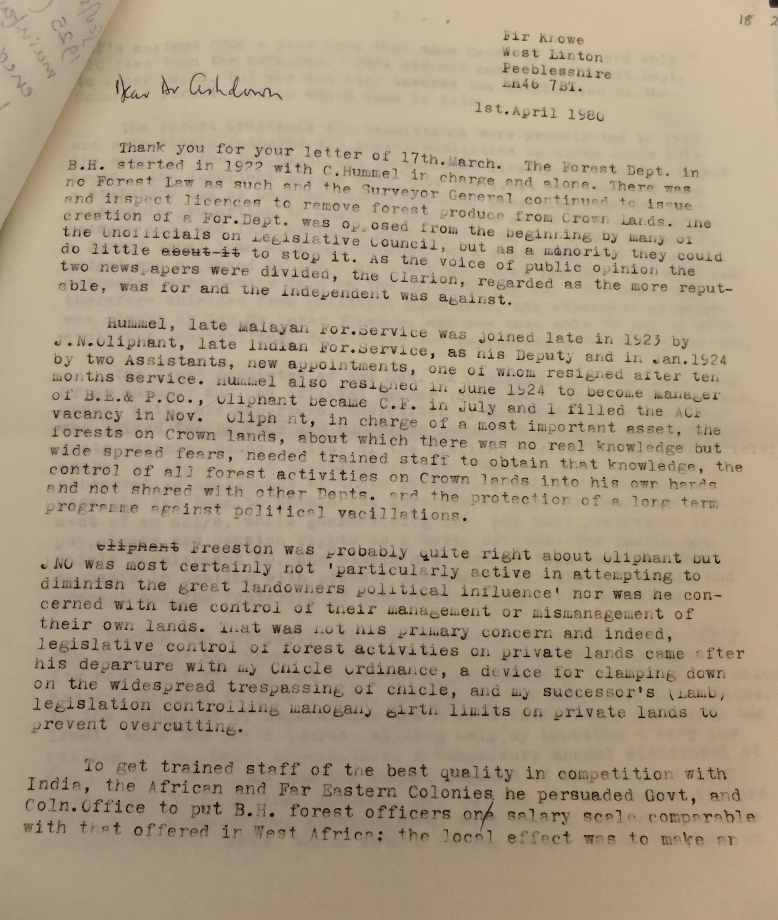 18 2
Fir Knowe
West Linton
Peeblesshire
EH46 7BT.
Dear Dr Ashdown
1st.April 1980
Thank you for your letter of 17th.March. The Forest Dept. in
B.H. started in 1922 with C.Hummel in charge and alone. There was
no Forest Law as such and the Surveyor General continued to issue
and inspect licences to remove forest produce from Crown Lands. The
creation of a For.Dept. was opposed from the beginning by many of
the Unofficials on Legislative Council, but as a minority they could
do little about it to stop it. As the voice of public opinion the
two newspapers were divided, the Clarion, regarded as the more reput-
able, was for and the Independent was against.
Hummel, late Malayan For.Service was joined late in 1923 by
J.N.Oliphant, late Indian For.Service, as his Deputy and in Jan.1924
by two Assistants, new appointments, one of whom resigned after ten
months service. Hummel also resigned in June 1924 to become manager
of B.E.& P.Co., Oliphant became C.F. in July and I filled the ACF
vacancy in Nov. Oliph nt, in charge of a most important asset, the
forests on Crown lands, about which there was no real knowledge but
wide spread fears, needed trained staff to obtain that knowledge, the
control of all forest activities on Crown lands into his own hands
and not shared with other Depts. and the protection of a long term
programme against political vacillations.
Oliphant Freeston was probably quite right about Oliphant but
JNO was most certainly not 'particularly active in attempting to
diminish the great landowners political influence' nor was he con-
cerned with the control of their management or mismanagement of
their own lands. That was not his primary concern and indeed,
legislative control of forest activities on private lands came after
his departure with my Chicle Ordinance, a device for clamping down
on the widespread trespassing of chicle, and my successor's (Lamb,
legislation controlling mahogany girth limits on private lands to
prevent overcutting.
To get trained staff of the best quality in competition with
India, the African and Far Eastern Colonies he persuaded Govt, and
Coln.Office to put B.H. forest officers on salary scale comparable
with that offered in West Africa: the local effect was to make an